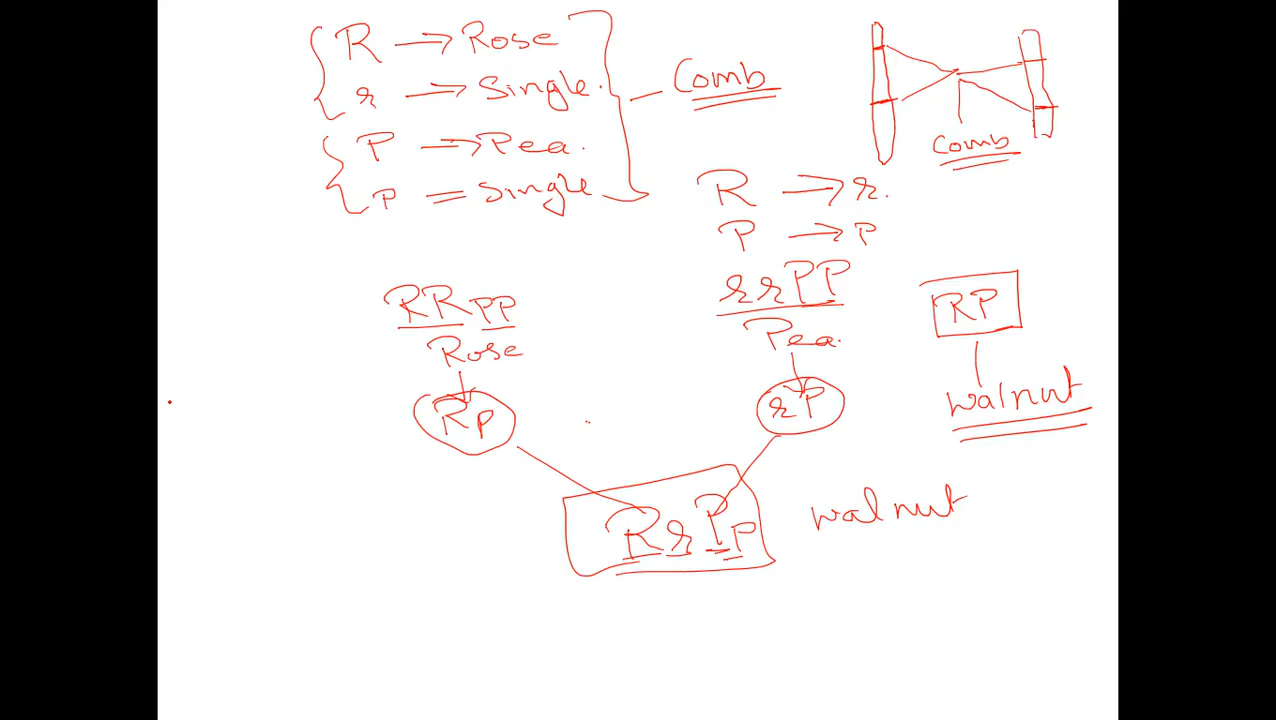 R → Rose
r → Single.
Comb
P → Pea.
p = Single
Comb
R → r.
P → p
RRpp
Rose
rrPP
Pea.
RP
walnut
Rp
rP
RrPp
walnut